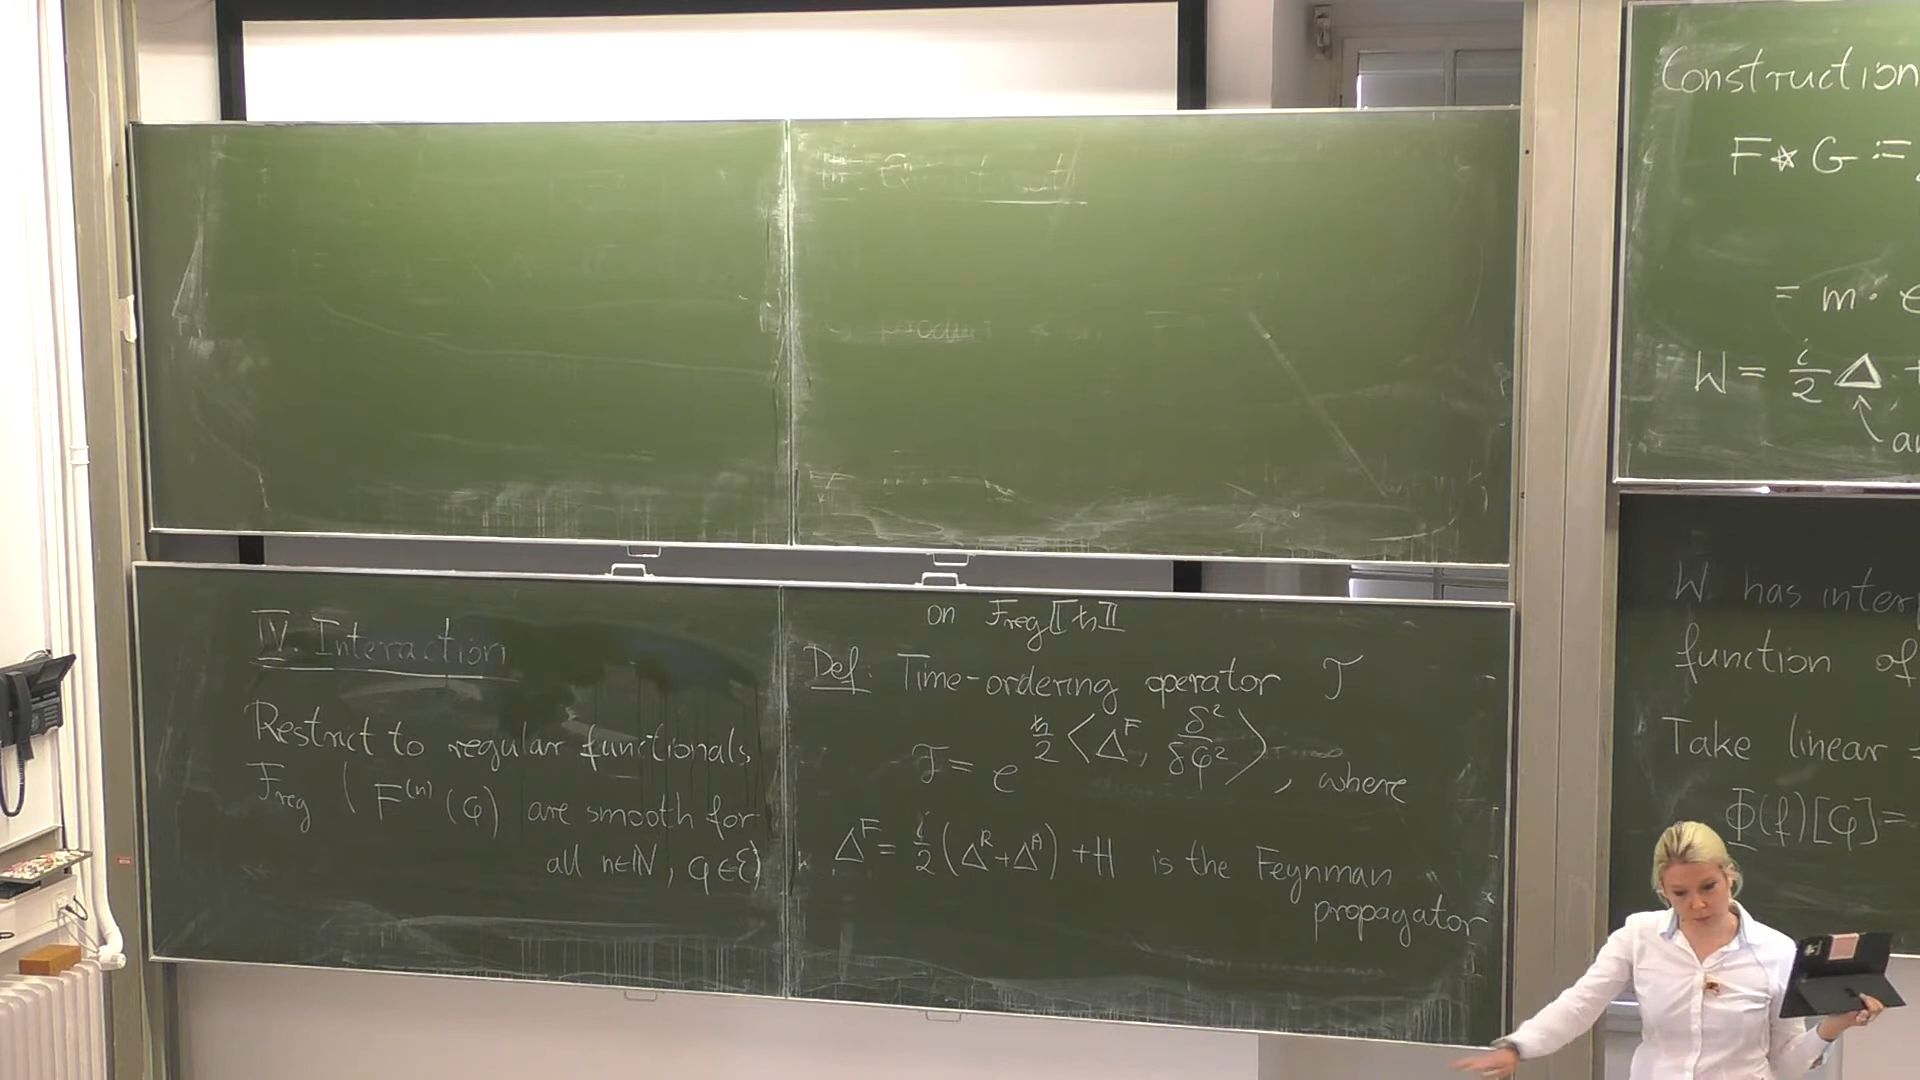 IV. Interaction
Restrict to regular functionals
F_reg ( F^(n) (φ) are smooth for
all n∈ℕ, φ∈ℰ)
on F_reg[[ħ]]
Def: Time-ordering operator 𝒯
𝒯 = e^{ħ/2 ⟨Δ^F, δ²/δφ²⟩}, where
Δ^F = i/2 (Δ^R + Δ^A) + H is the Feynman
propagator
Construction
F ⋆ G :=
= m · e
W = i/2 Δ +
W has inter
function of
Take linear
Φ(f)[φ] =